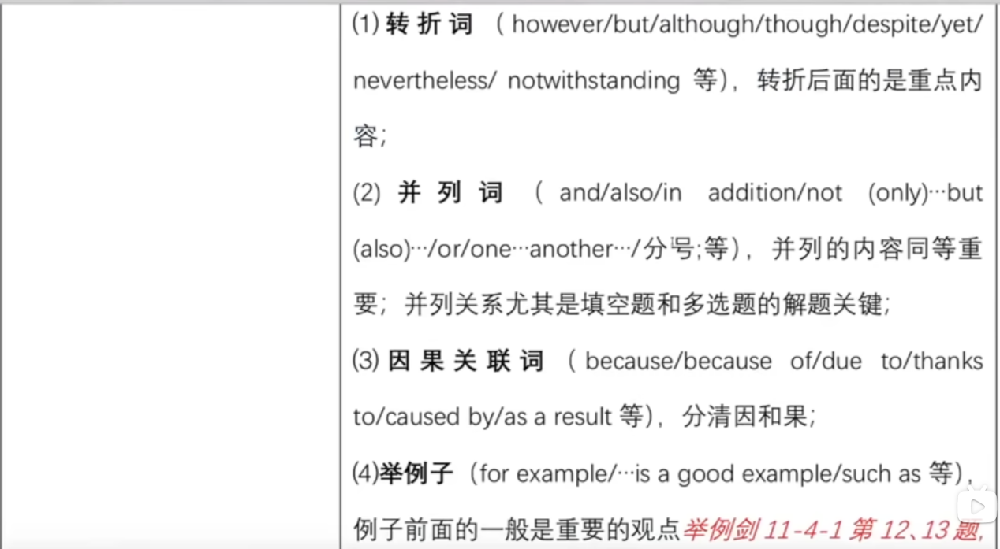 (1)转折词（however/but/although/though/despite/yet/
nevertheless/ notwithstanding 等），转折后面的是重点内
容；
(2) 并列词（ and/also/in addition/not (only)…but
(also)…/or/one…another…/分号;等），并列的内容同等重
要；并列关系尤其是填空题和多选题的解题关键；
(3) 因果关联词（because/because of/due to/thanks
to/caused by/as a result 等），分清因和果；
(4)举例子（for example/…is a good example/such as 等），
例子前面的一般是重要的观点举例剑11-4-1第12、13题,